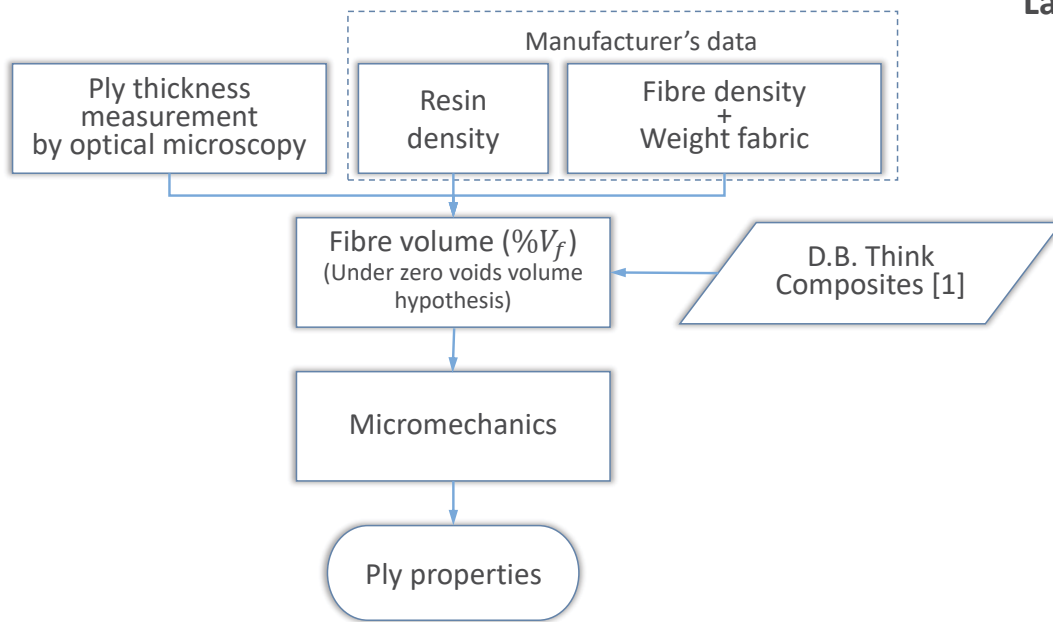 La
Manufacturer’s data
Ply thickness
measurement
by optical microscopy
Resin
density
Fibre density
+
Weight fabric
Fibre volume (%V_f)
(Under zero voids volume
hypothesis)
D.B. Think
Composites [1]
Micromechanics
Ply properties